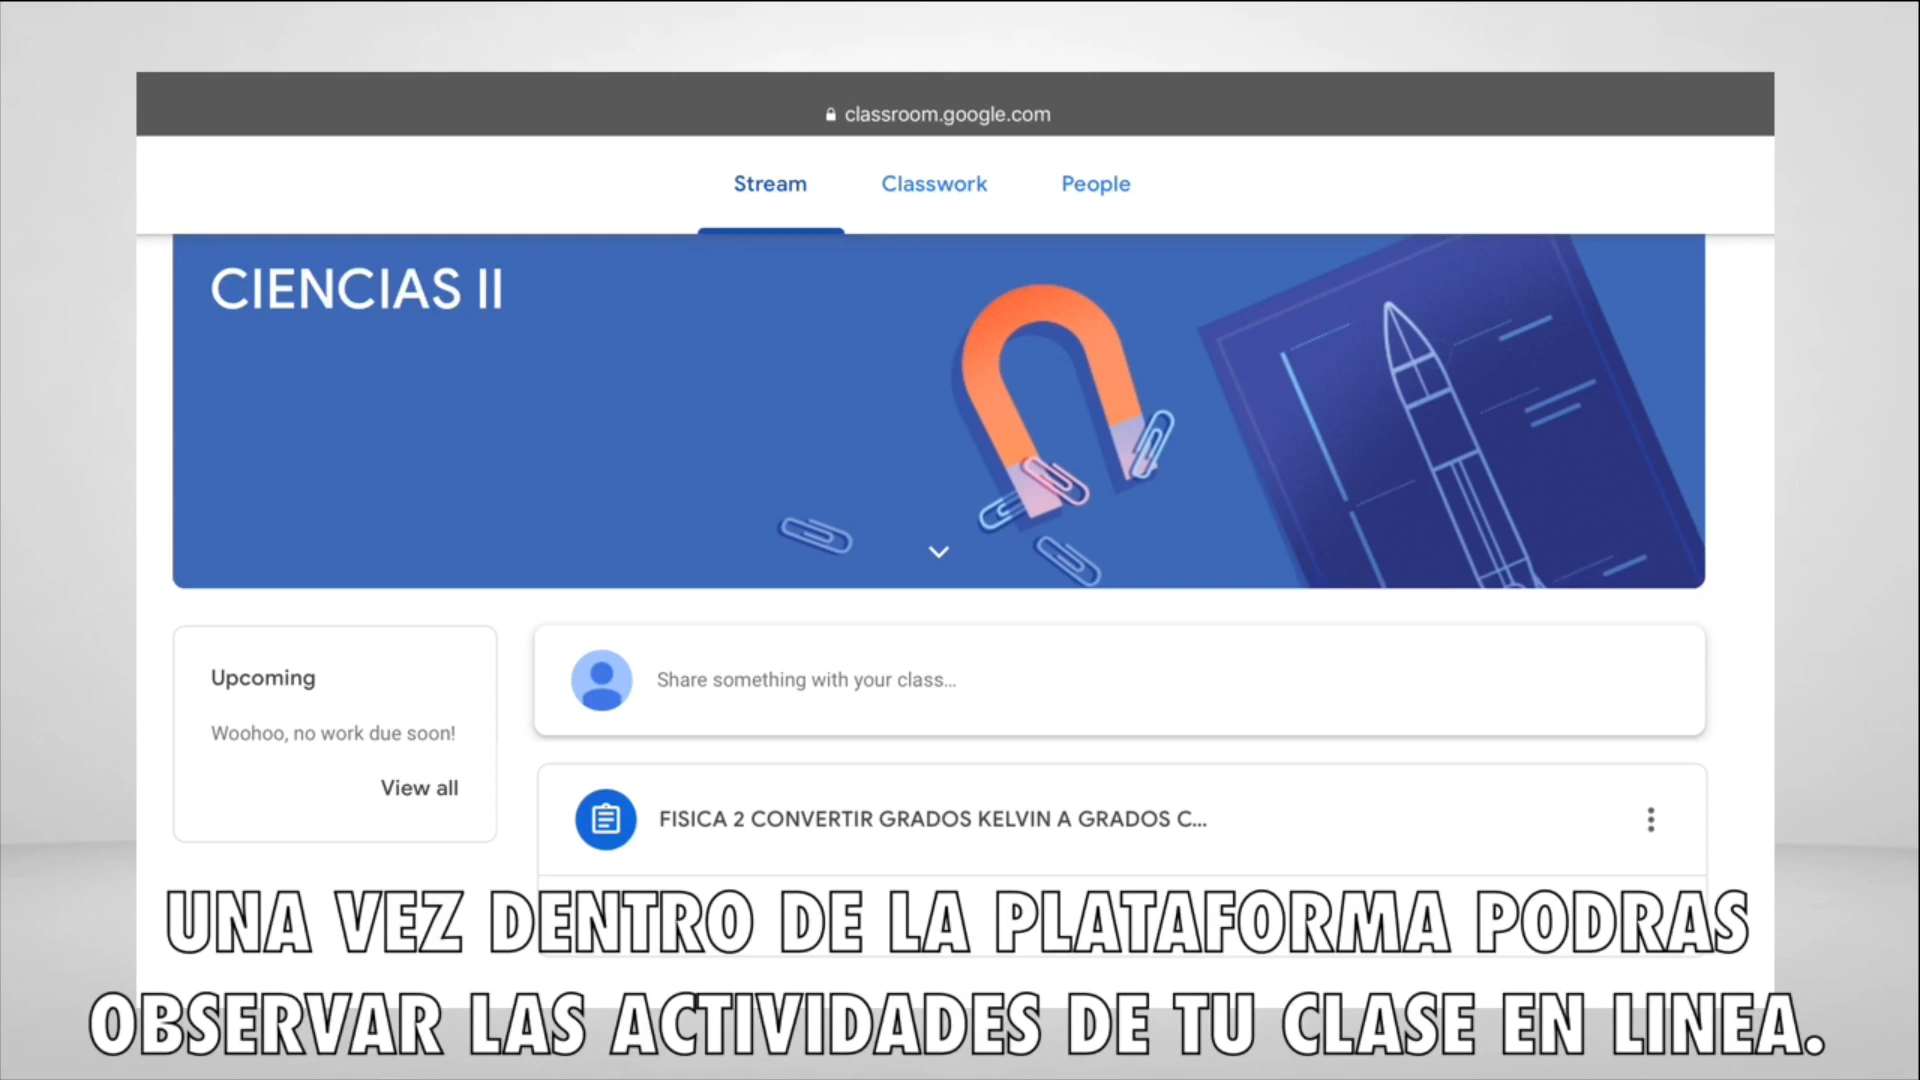 classroom.google.com
Stream Classwork People
CIENCIAS II
Upcoming
Woohoo, no work due soon!
View all
Share something with your class...
FISICA 2 CONVERTIR GRADOS KELVIN A GRADOS C...
UNA VEZ DENTRO DE LA PLATAFORMA PODRAS
OBSERVAR LAS ACTIVIDADES DE TU CLASE EN LINEA.